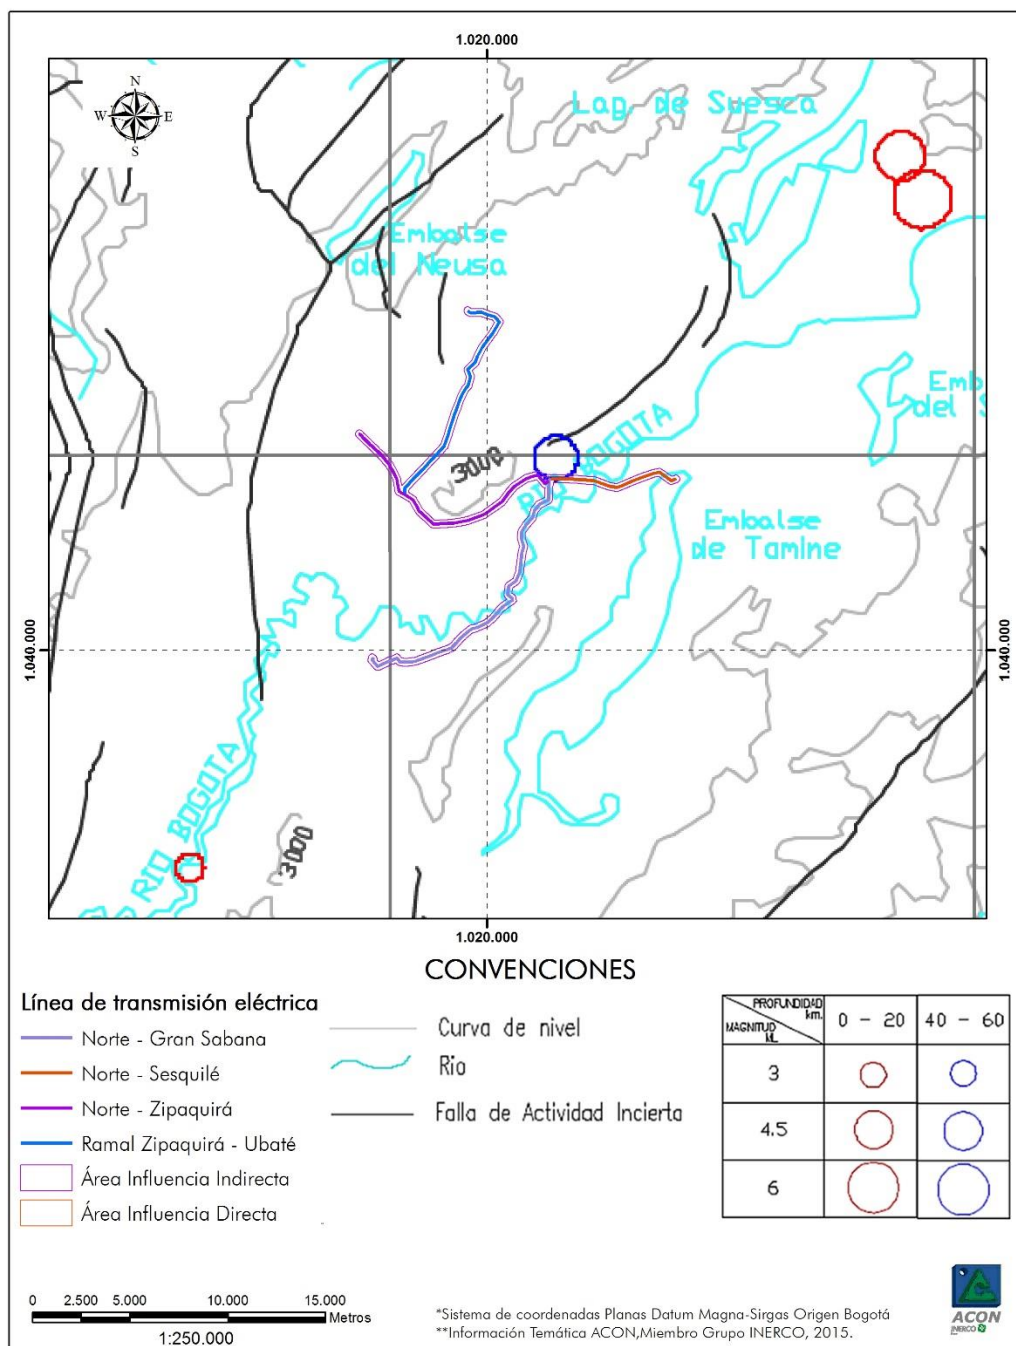 1.020.000
N
W E
S
Lag. de Suesca
Embalse
del Neusa
Emb
del S
RIO BOGOTA
3000
Embalse
de Tamine
1.040.000
1.040.000
RIO BOGOTA
3000
1.020.000
CONVENCIONES
Línea de transmisión eléctrica
Norte - Gran Sabana
Norte - Sesquilé
Norte - Zipaquirá
Ramal Zipaquirá - Ubaté
Área Influencia Indirecta
Área Influencia Directa
Curva de nivel
Rio
Falla de Actividad Incierta
PROFUNDIDAD
km.
MAGNITUD
ML
0 - 20
40 - 60
3
4.5
6
0 2.500 5.000 10.000 15.000
Metros
1:250.000
*Sistema de coordenadas Planas Datum Magna-Sirgas Origen Bogotá
**Información Temática ACON,Miembro Grupo INERCO, 2015.
ACON
INERCO